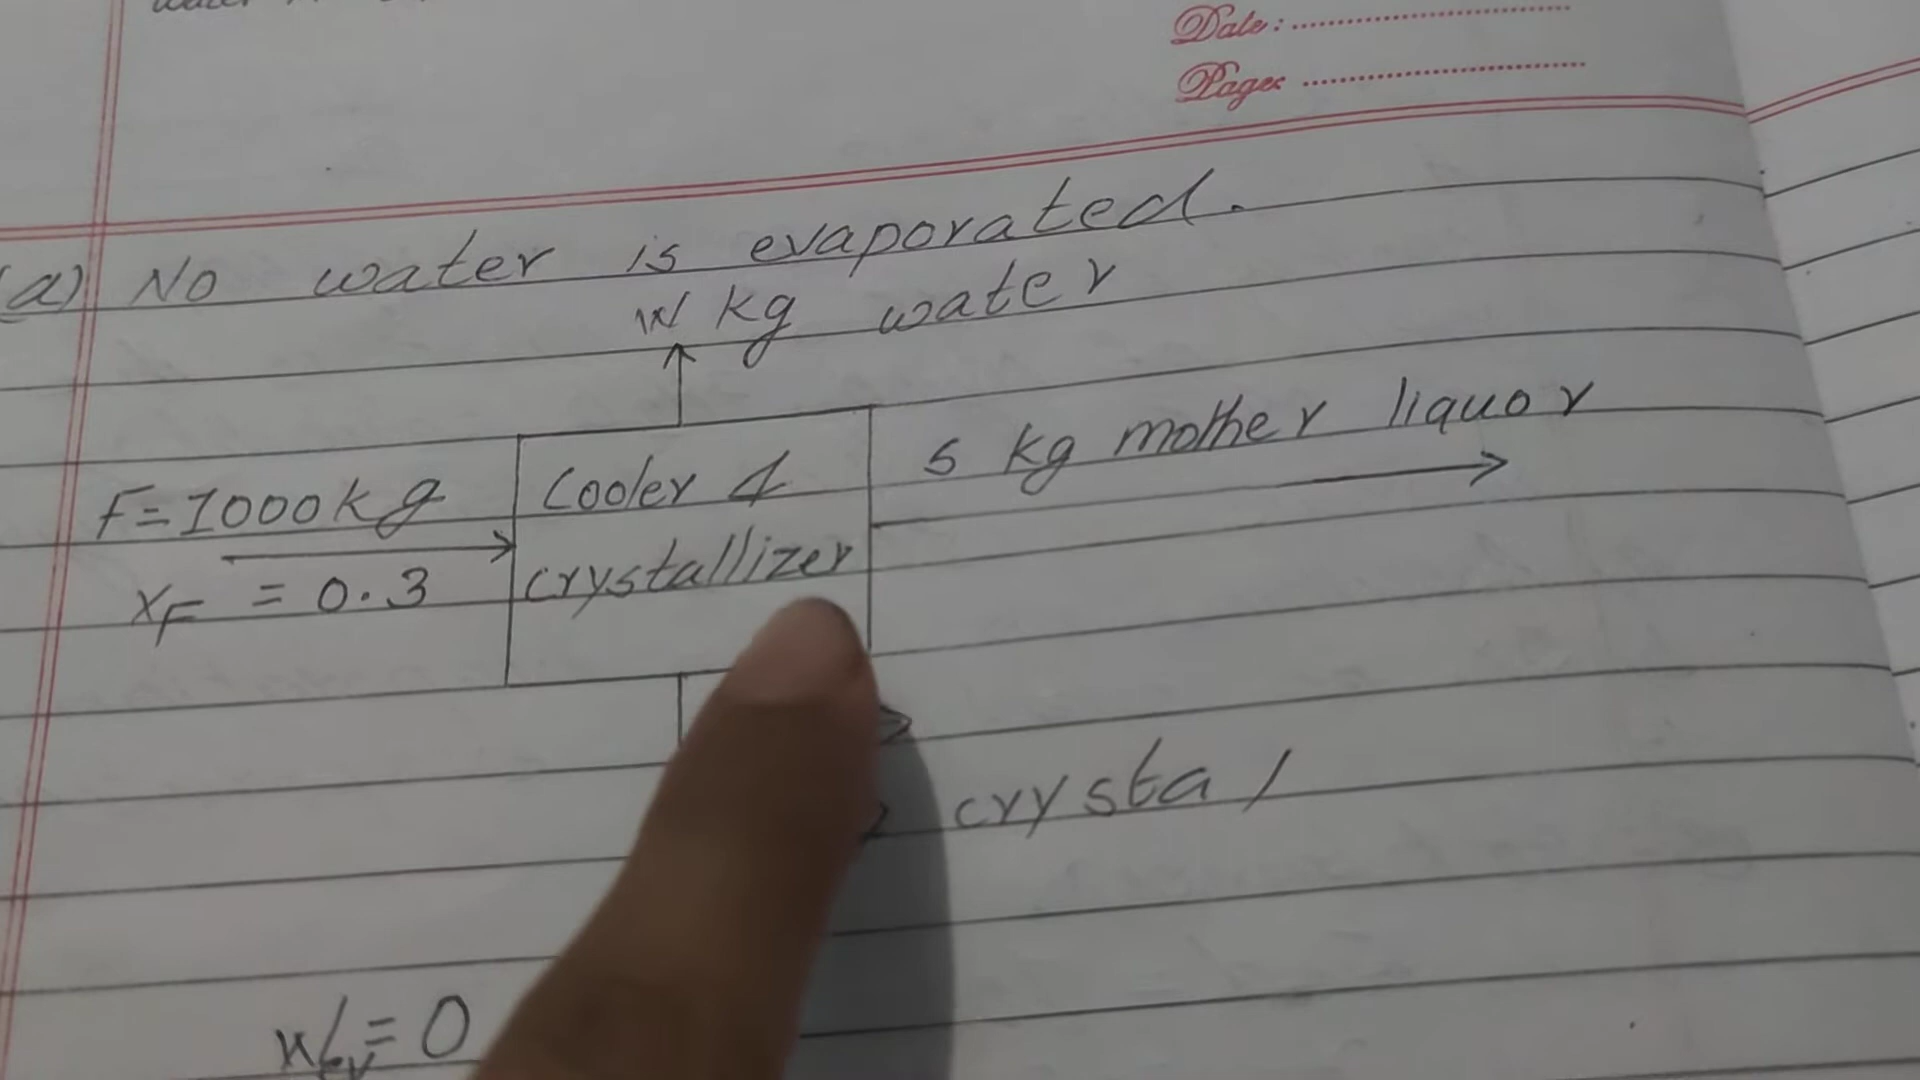 Date:
Page:
(a) No water is evaporated.
W kg water
F=1000kg
XF = 0.3
Cooler &
crystallizer
S kg mother liquor
crystal
= 0